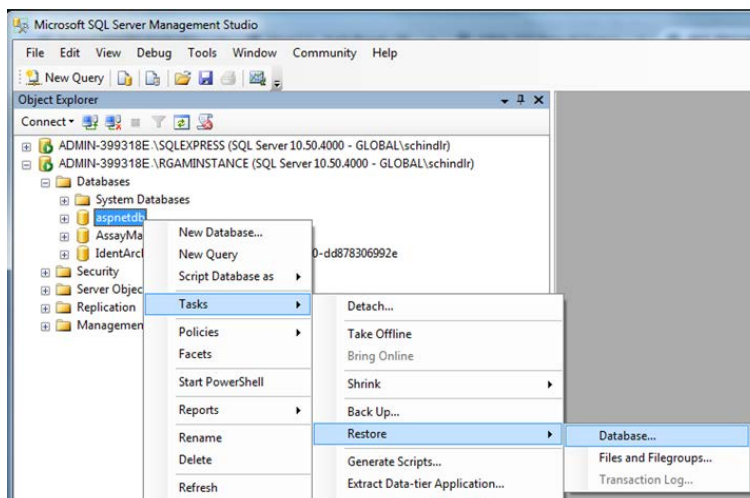 Microsoft SQL Server Management Studio
File Edit View Debug Tools Window Community Help
New Query
Object Explorer
Connect
ADMIN-399318E.\SQLEXPRESS (SQL Server 10.50.4000 - GLOBAL\schindlr)
ADMIN-399318E.\RGAMINSTANCE (SQL Server 10.50.4000 - GLOBAL\schindlr)
Databases
System Databases
aspnetdb
AssayMa
IdentArcl 0-dd878306992e
Security
Server Objec
Replication
Managemen
New Database...
New Query
Script Database as
Tasks
Policies
Facets
Start PowerShell
Reports
Rename
Delete
Refresh
Detach...
Take Offline
Bring Online
Shrink
Back Up...
Restore
Generate Scripts...
Extract Data-tier Application...
Database...
Files and Filegroups...
Transaction Log...